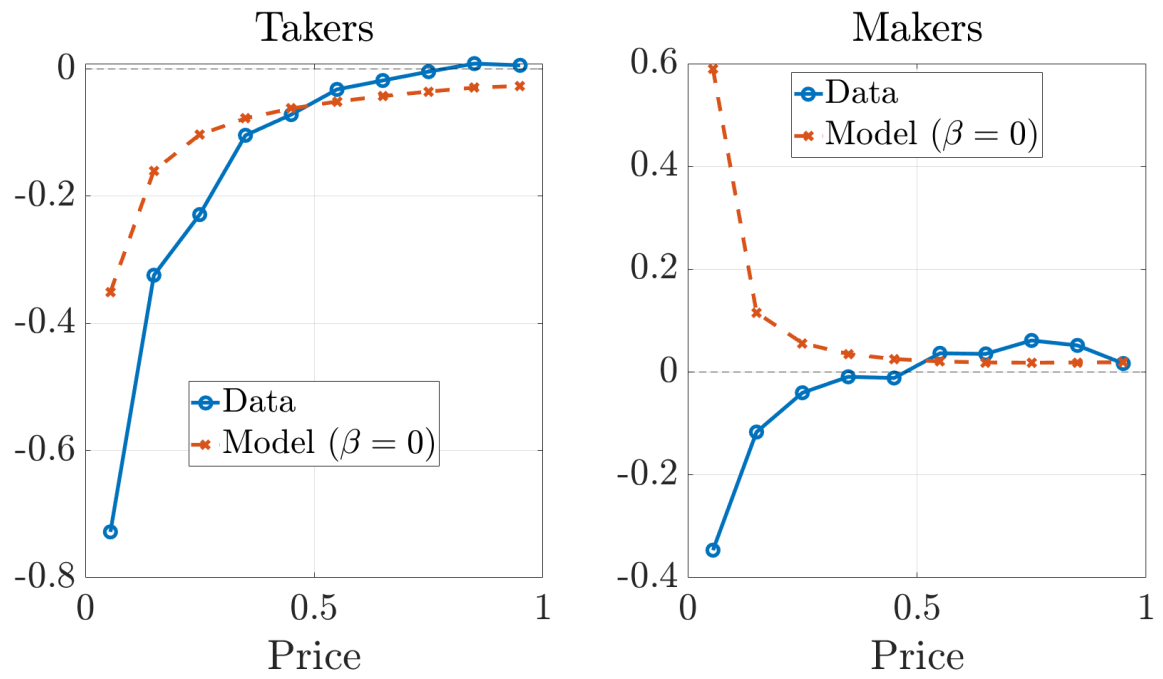 Takers
0
-0.2
-0.4
-0.6
-0.8
0
0.5
1
Price
Data
Model (β = 0)
Makers
0.6
0.4
0.2
0
-0.2
-0.4
0
0.5
1
Price
Data
Model (β = 0)